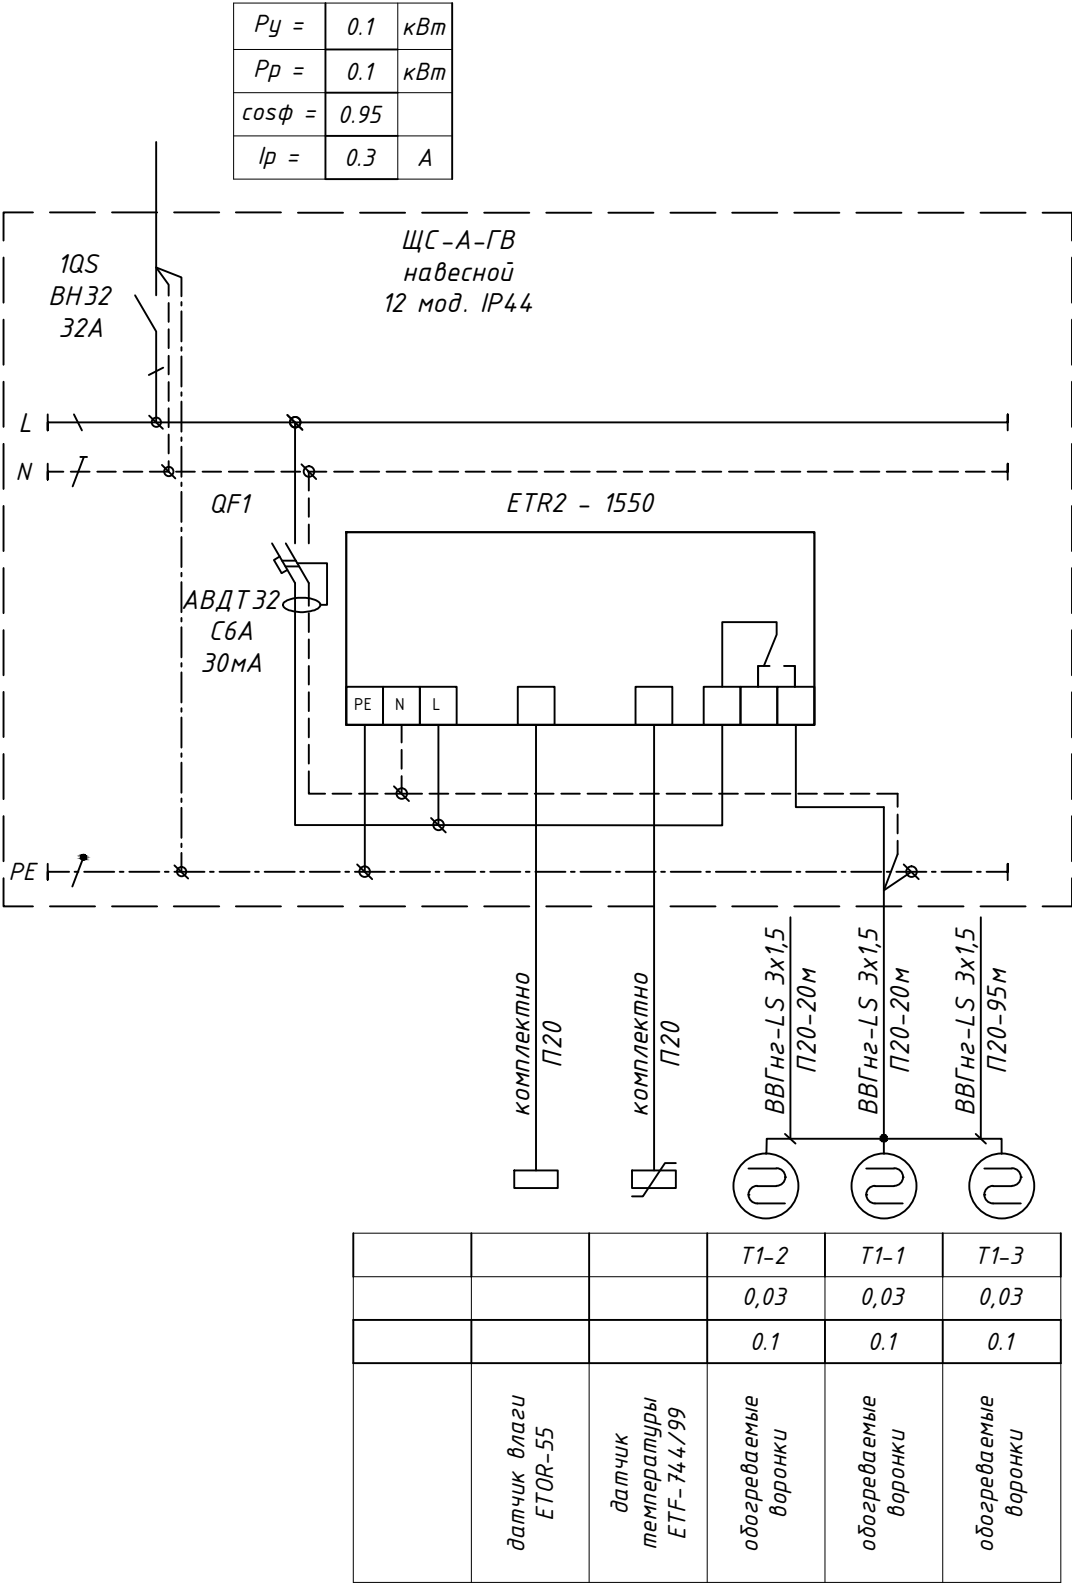 Ру = 0.1 кВт
Рр = 0.1 кВт
cosφ = 0.95
Iр = 0.3 А
ЩС-А-ГВ
навесной
12 мод. IP44
1QS
ВН32
32А
L
N
QF1
ETR2 - 1550
АВДТ32
С6А
30мА
PE N L
PE
комплектно
П20
комплектно
П20
ВВГнг-LS 3х1,5
П20-20м
ВВГнг-LS 3х1,5
П20-20м
ВВГнг-LS 3х1,5
П20-95м
Т1-2 Т1-1 Т1-3
0,03 0,03 0,03
0.1 0.1 0.1
датчик влаги
ETOR-55
датчик
температуры
ETF-744/99
обогреваемые
воронки
обогреваемые
воронки
обогреваемые
воронки